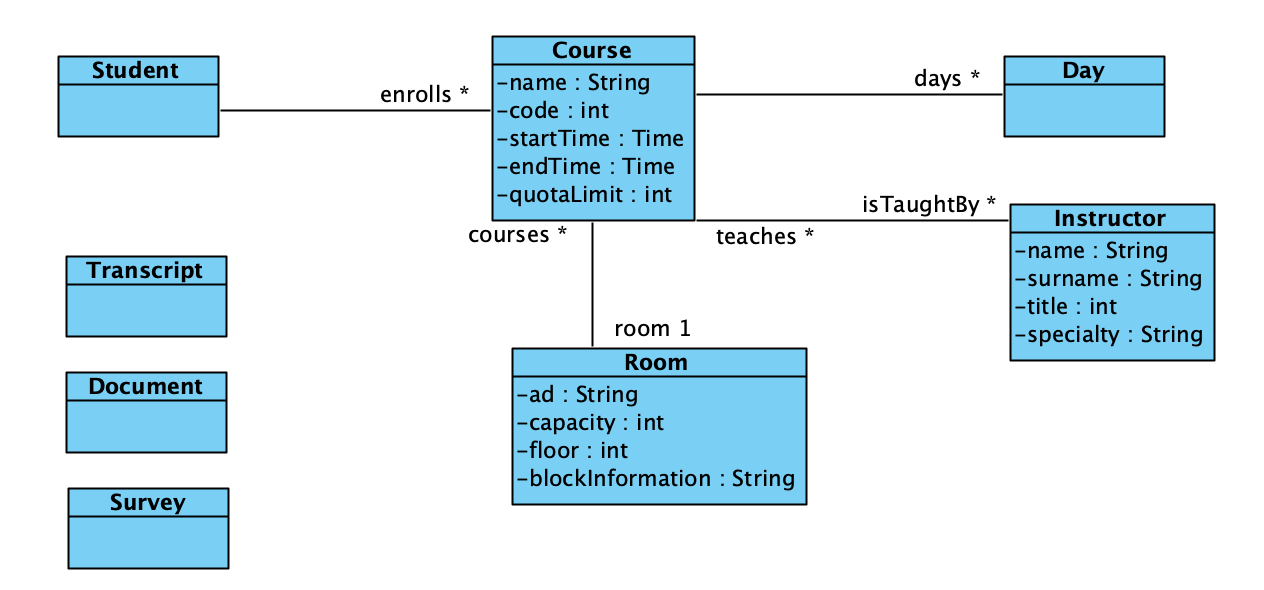 Student
enrolls *
Course
-name : String
-code : int
-startTime : Time
-endTime : Time
-quotaLimit : int
days *
Day
isTaughtBy *
teaches *
Instructor
-name : String
-surname : String
-title : int
-specialty : String
courses *
room 1
Room
-ad : String
-capacity : int
-floor : int
-blockInformation : String
Transcript
Document
Survey